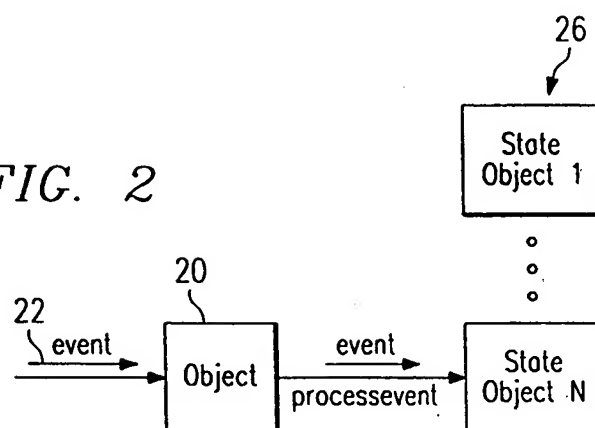 26
State
Object 1
FIG. 2
20
22
event
event
Object
processevent
State
Object N